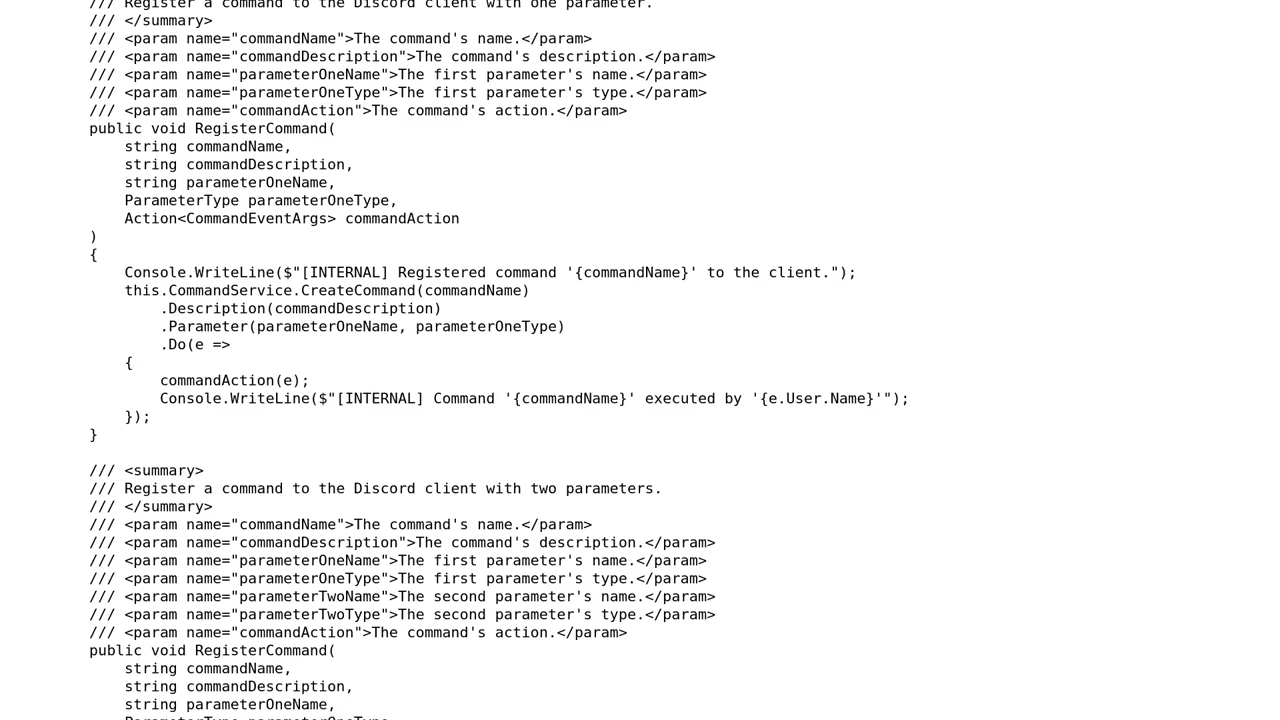 /// Register a command to the Discord client with one parameter.
/// </summary>
/// <param name="commandName">The command's name.</param>
/// <param name="commandDescription">The command's description.</param>
/// <param name="parameterOneName">The first parameter's name.</param>
/// <param name="parameterOneType">The first parameter's type.</param>
/// <param name="commandAction">The command's action.</param>
public void RegisterCommand(
    string commandName,
    string commandDescription,
    string parameterOneName,
    ParameterType parameterOneType,
    Action<CommandEventArgs> commandAction
)
{
    Console.WriteLine($"[INTERNAL] Registered command '{commandName}' to the client.");
    this.CommandService.CreateCommand(commandName)
        .Description(commandDescription)
        .Parameter(parameterOneName, parameterOneType)
        .Do(e =>
    {
        commandAction(e);
        Console.WriteLine($"[INTERNAL] Command '{commandName}' executed by '{e.User.Name}'");
    });
}

/// <summary>
/// Register a command to the Discord client with two parameters.
/// </summary>
/// <param name="commandName">The command's name.</param>
/// <param name="commandDescription">The command's description.</param>
/// <param name="parameterOneName">The first parameter's name.</param>
/// <param name="parameterOneType">The first parameter's type.</param>
/// <param name="parameterTwoName">The second parameter's name.</param>
/// <param name="parameterTwoType">The second parameter's type.</param>
/// <param name="commandAction">The command's action.</param>
public void RegisterCommand(
    string commandName,
    string commandDescription,
    string parameterOneName,
    ParameterType parameterOneType,